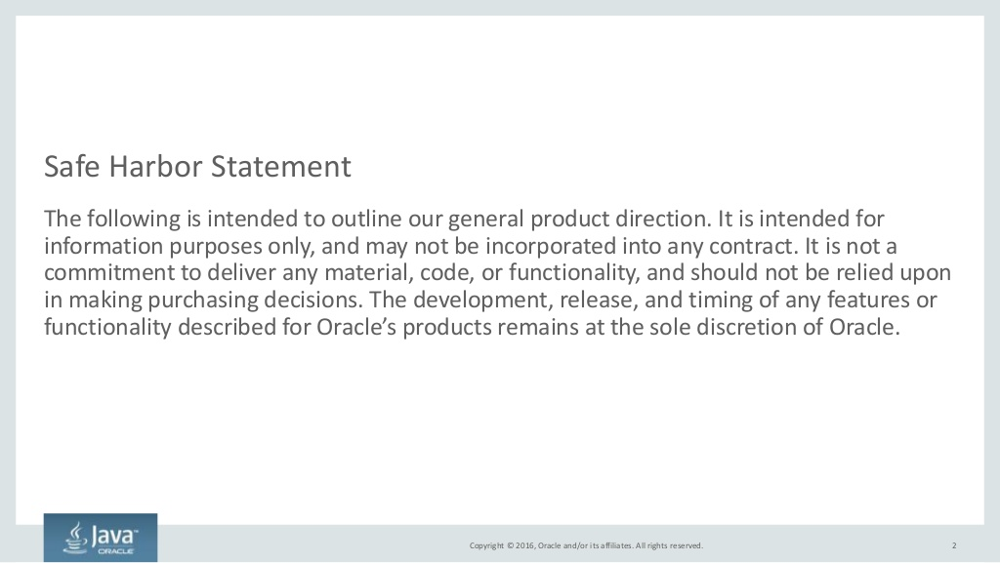 Safe Harbor Statement
The following is intended to outline our general product direction. It is intended for
information purposes only, and may not be incorporated into any contract. It is not a
commitment to deliver any material, code, or functionality, and should not be relied upon
in making purchasing decisions. The development, release, and timing of any features or
functionality described for Oracle’s products remains at the sole discretion of Oracle.
Java™
ORACLE
Copyright © 2016, Oracle and/or its affiliates. All rights reserved.
2